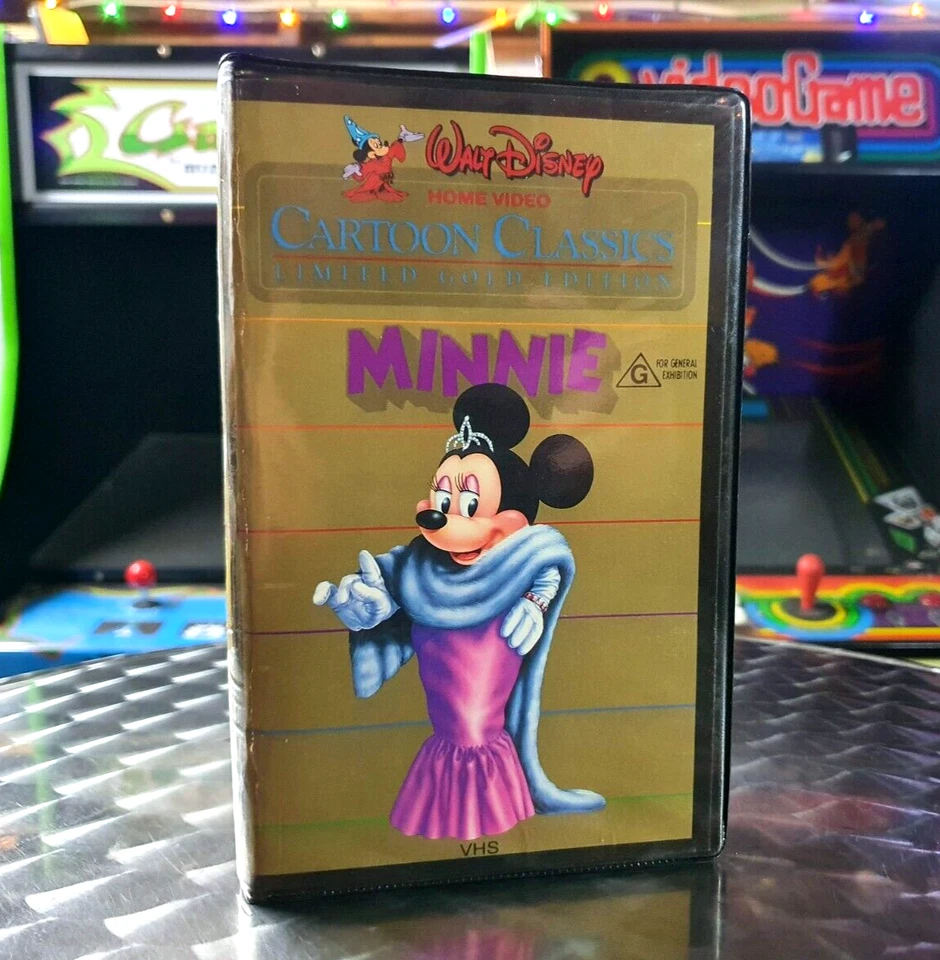 VideoGame
WALT DISNEY
HOME VIDEO
CARTOON CLASSICS
LIMITED GOLD EDITION
MINNIE
G
FOR GENERAL
EXHIBITION
VHS